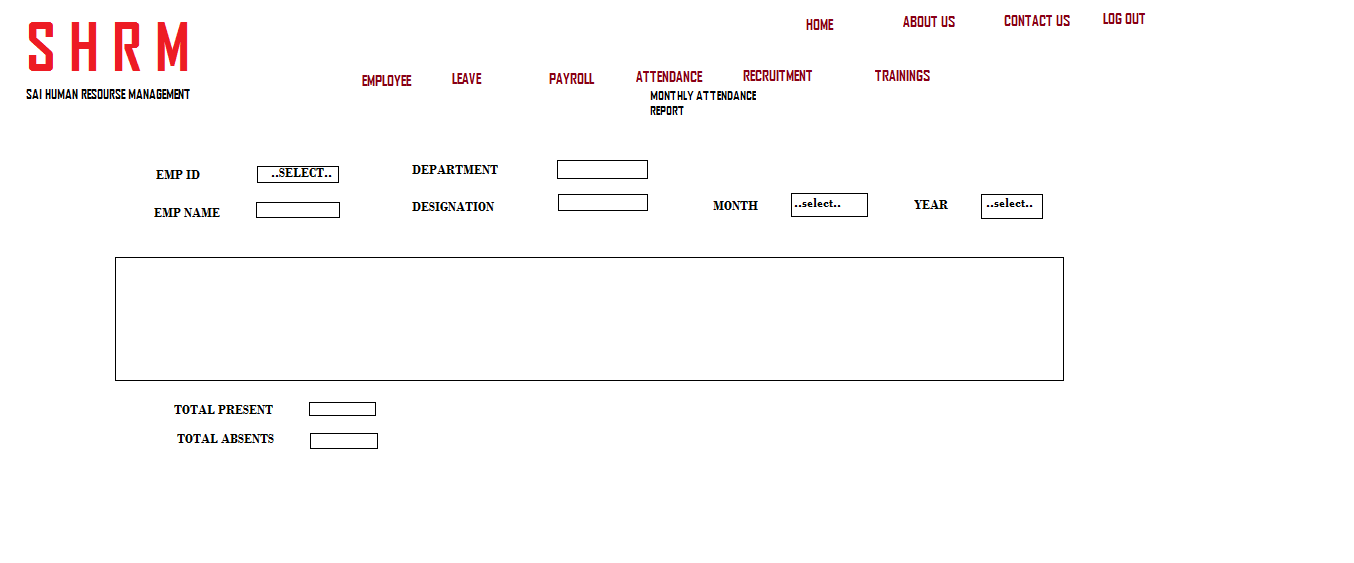 S H R M
SAI HUMAN RESOURSE MANAGEMENT
HOME ABOUT US CONTACT US LOG OUT
EMPLOYEE LEAVE PAYROLL ATTENDANCE RECRUITMENT TRAININGS
MONTHLY ATTENDANCE
REPORT
EMP ID ..SELECT.. DEPARTMENT
EMP NAME DESIGNATION MONTH ..select.. YEAR ..select..
TOTAL PRESENT
TOTAL ABSENTS